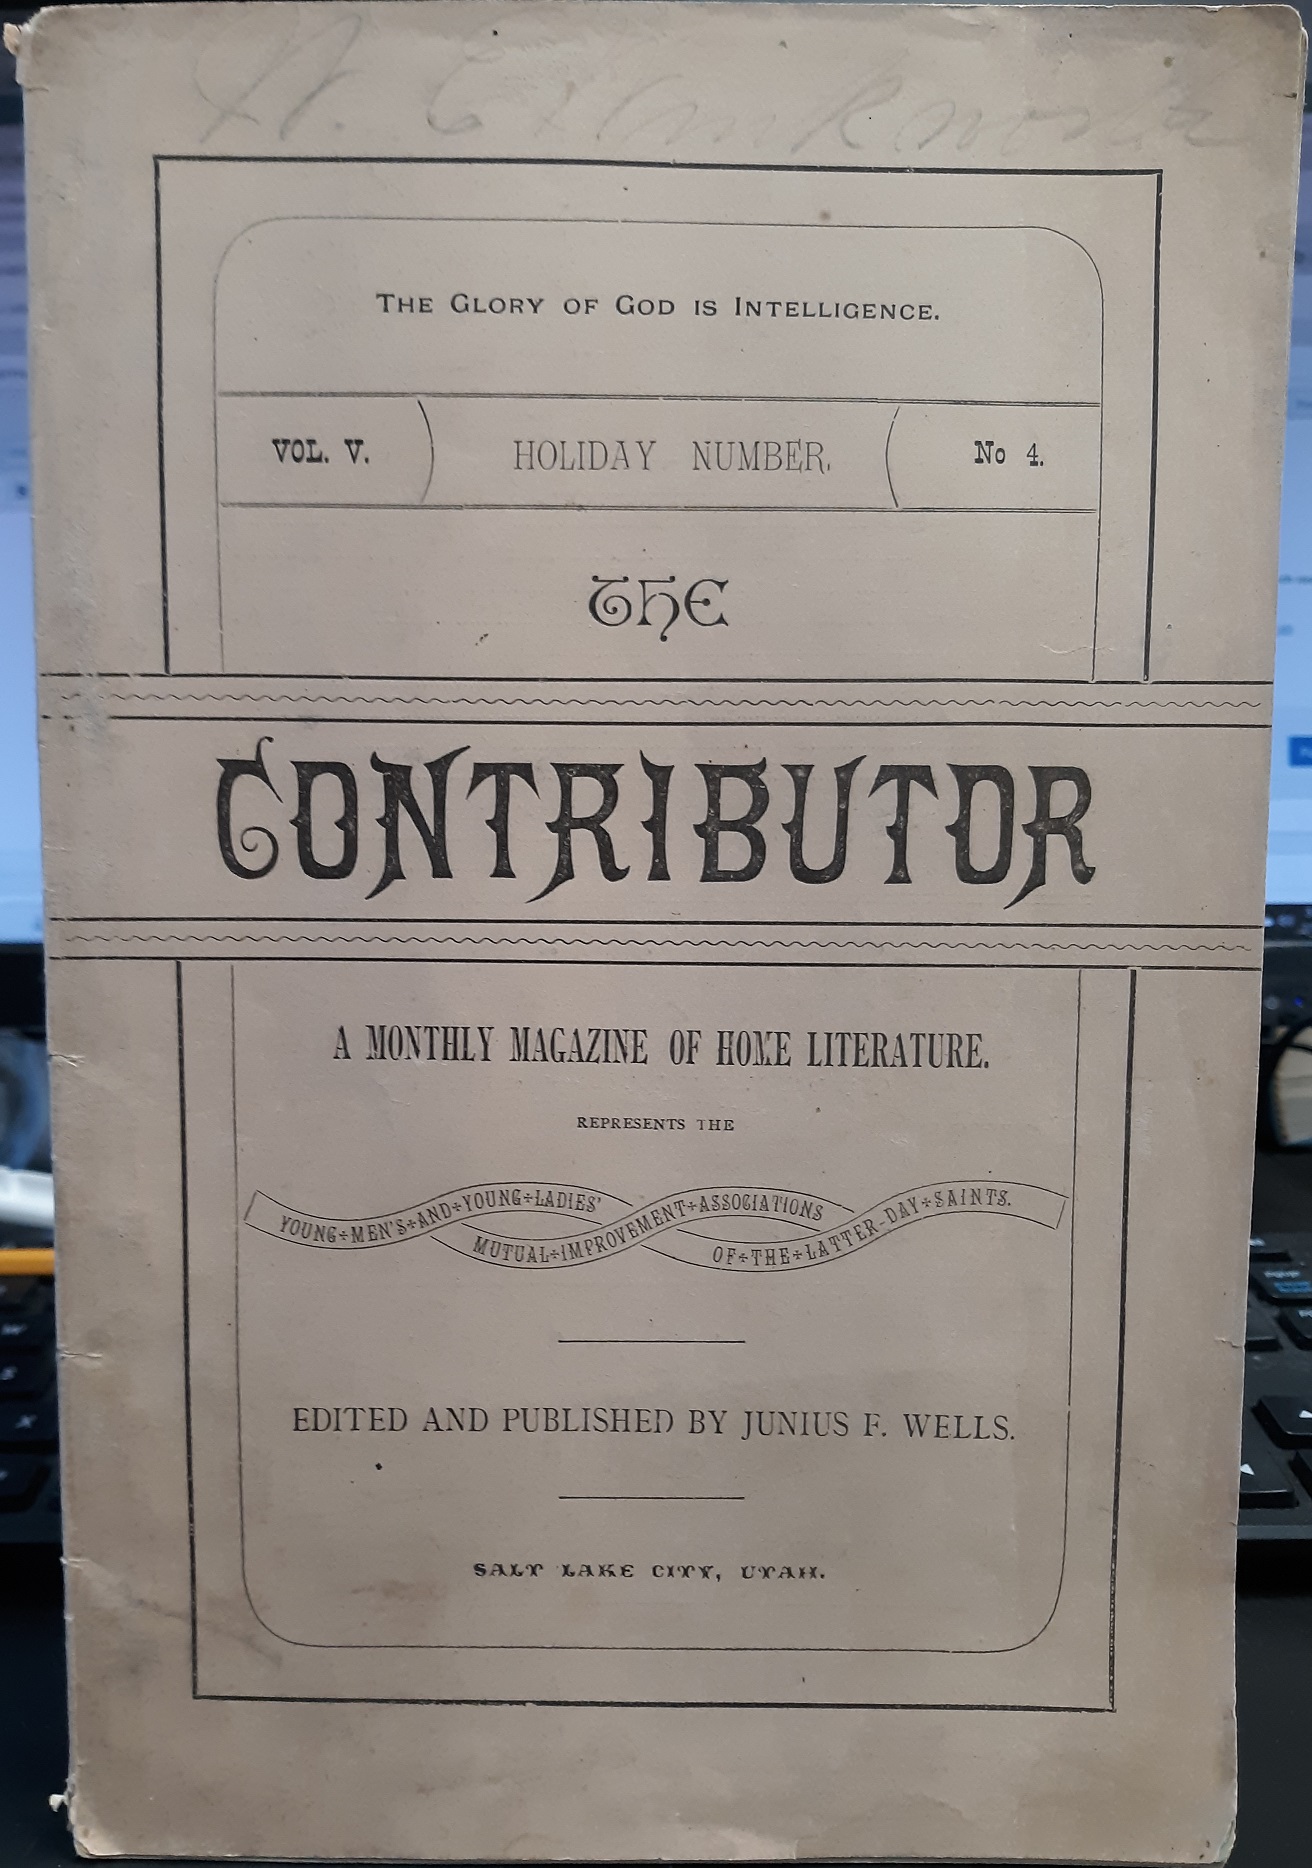 THE GLORY OF GOD IS INTELLIGENCE.
VOL. V. HOLIDAY NUMBER. No 4.
THE
CONTRIBUTOR
A MONTHLY MAGAZINE OF HOME LITERATURE.
REPRESENTS THE
YOUNG÷MEN'S÷AND÷YOUNG÷LADIES'
MUTUAL÷IMPROVEMENT÷ASSOCIATIONS
OF÷THE÷LATTER-DAY÷SAINTS.
EDITED AND PUBLISHED BY JUNIUS F. WELLS.
SALT LAKE CITY, UTAH.